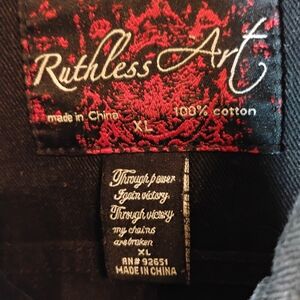 Ruthless Art
made in China
XL
100% cotton
Through power
I gain victory
Through victory
my chains
are broken
XL
RN# 92651
MADE IN CHINA